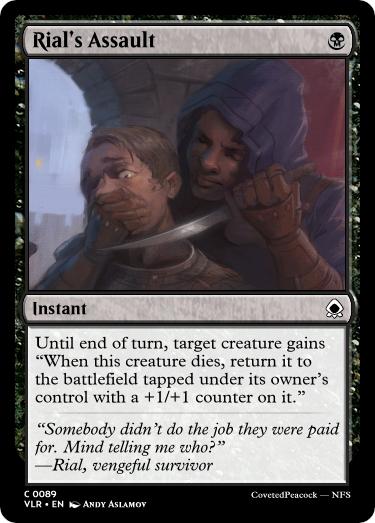 Rial's Assault
Instant
Until end of turn, target creature gains
“When this creature dies, return it to
the battlefield tapped under its owner's
control with a +1/+1 counter on it.”
“Somebody didn't do the job they were paid
for. Mind telling me who?”
—Rial, vengeful survivor
C 0089
VLR • EN Andy Aslamov
CovetedPeacock — NFS